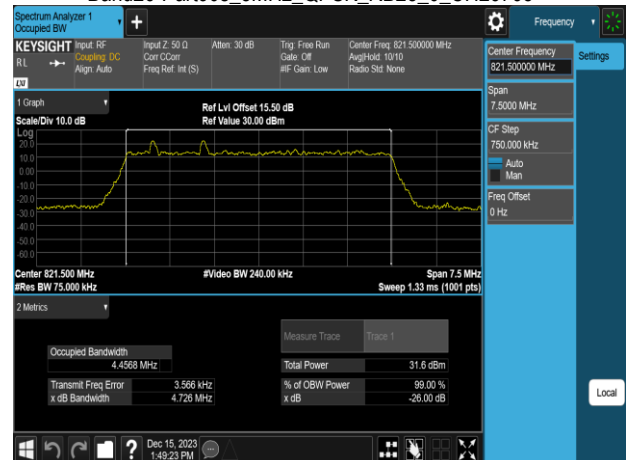 Spectrum Analyzer 1
Occupied BW
Frequency
KEYSIGHT
RL
LXI
Input: RF
Coupling: DC
Align: Auto
Input Z: 50 Ω
Corr CCorr
Freq Ref: Int (S)
Atten: 30 dB
Trig: Free Run
Gate: Off
#IF Gain: Low
Center Freq: 821.500000 MHz
Avg|Hold: 10/10
Radio Std: None
Center Frequency
821.500000 MHz
Settings
Span
7.5000 MHz
CF Step
750.000 kHz
Auto
Man
Freq Offset
0 Hz
1 Graph
Scale/Div 10.0 dB
Ref Lvl Offset 15.50 dB
Ref Value 30.00 dBm
Log
20.0
10.0
0.00
-10.0
-20.0
-30.0
-40.0
-50.0
-60.0
Center 821.500 MHz
#Res BW 75.000 kHz
#Video BW 240.00 kHz
Span 7.5 MHz
Sweep 1.33 ms (1001 pts)
2 Metrics
Measure Trace
Trace 1
Occupied Bandwidth
4.4568 MHz
Total Power
31.6 dBm
Transmit Freq Error
3.566 kHz
% of OBW Power
99.00 %
x dB Bandwidth
4.726 MHz
x dB
-26.00 dB
Local
Dec 15, 2023
1:49:23 PM